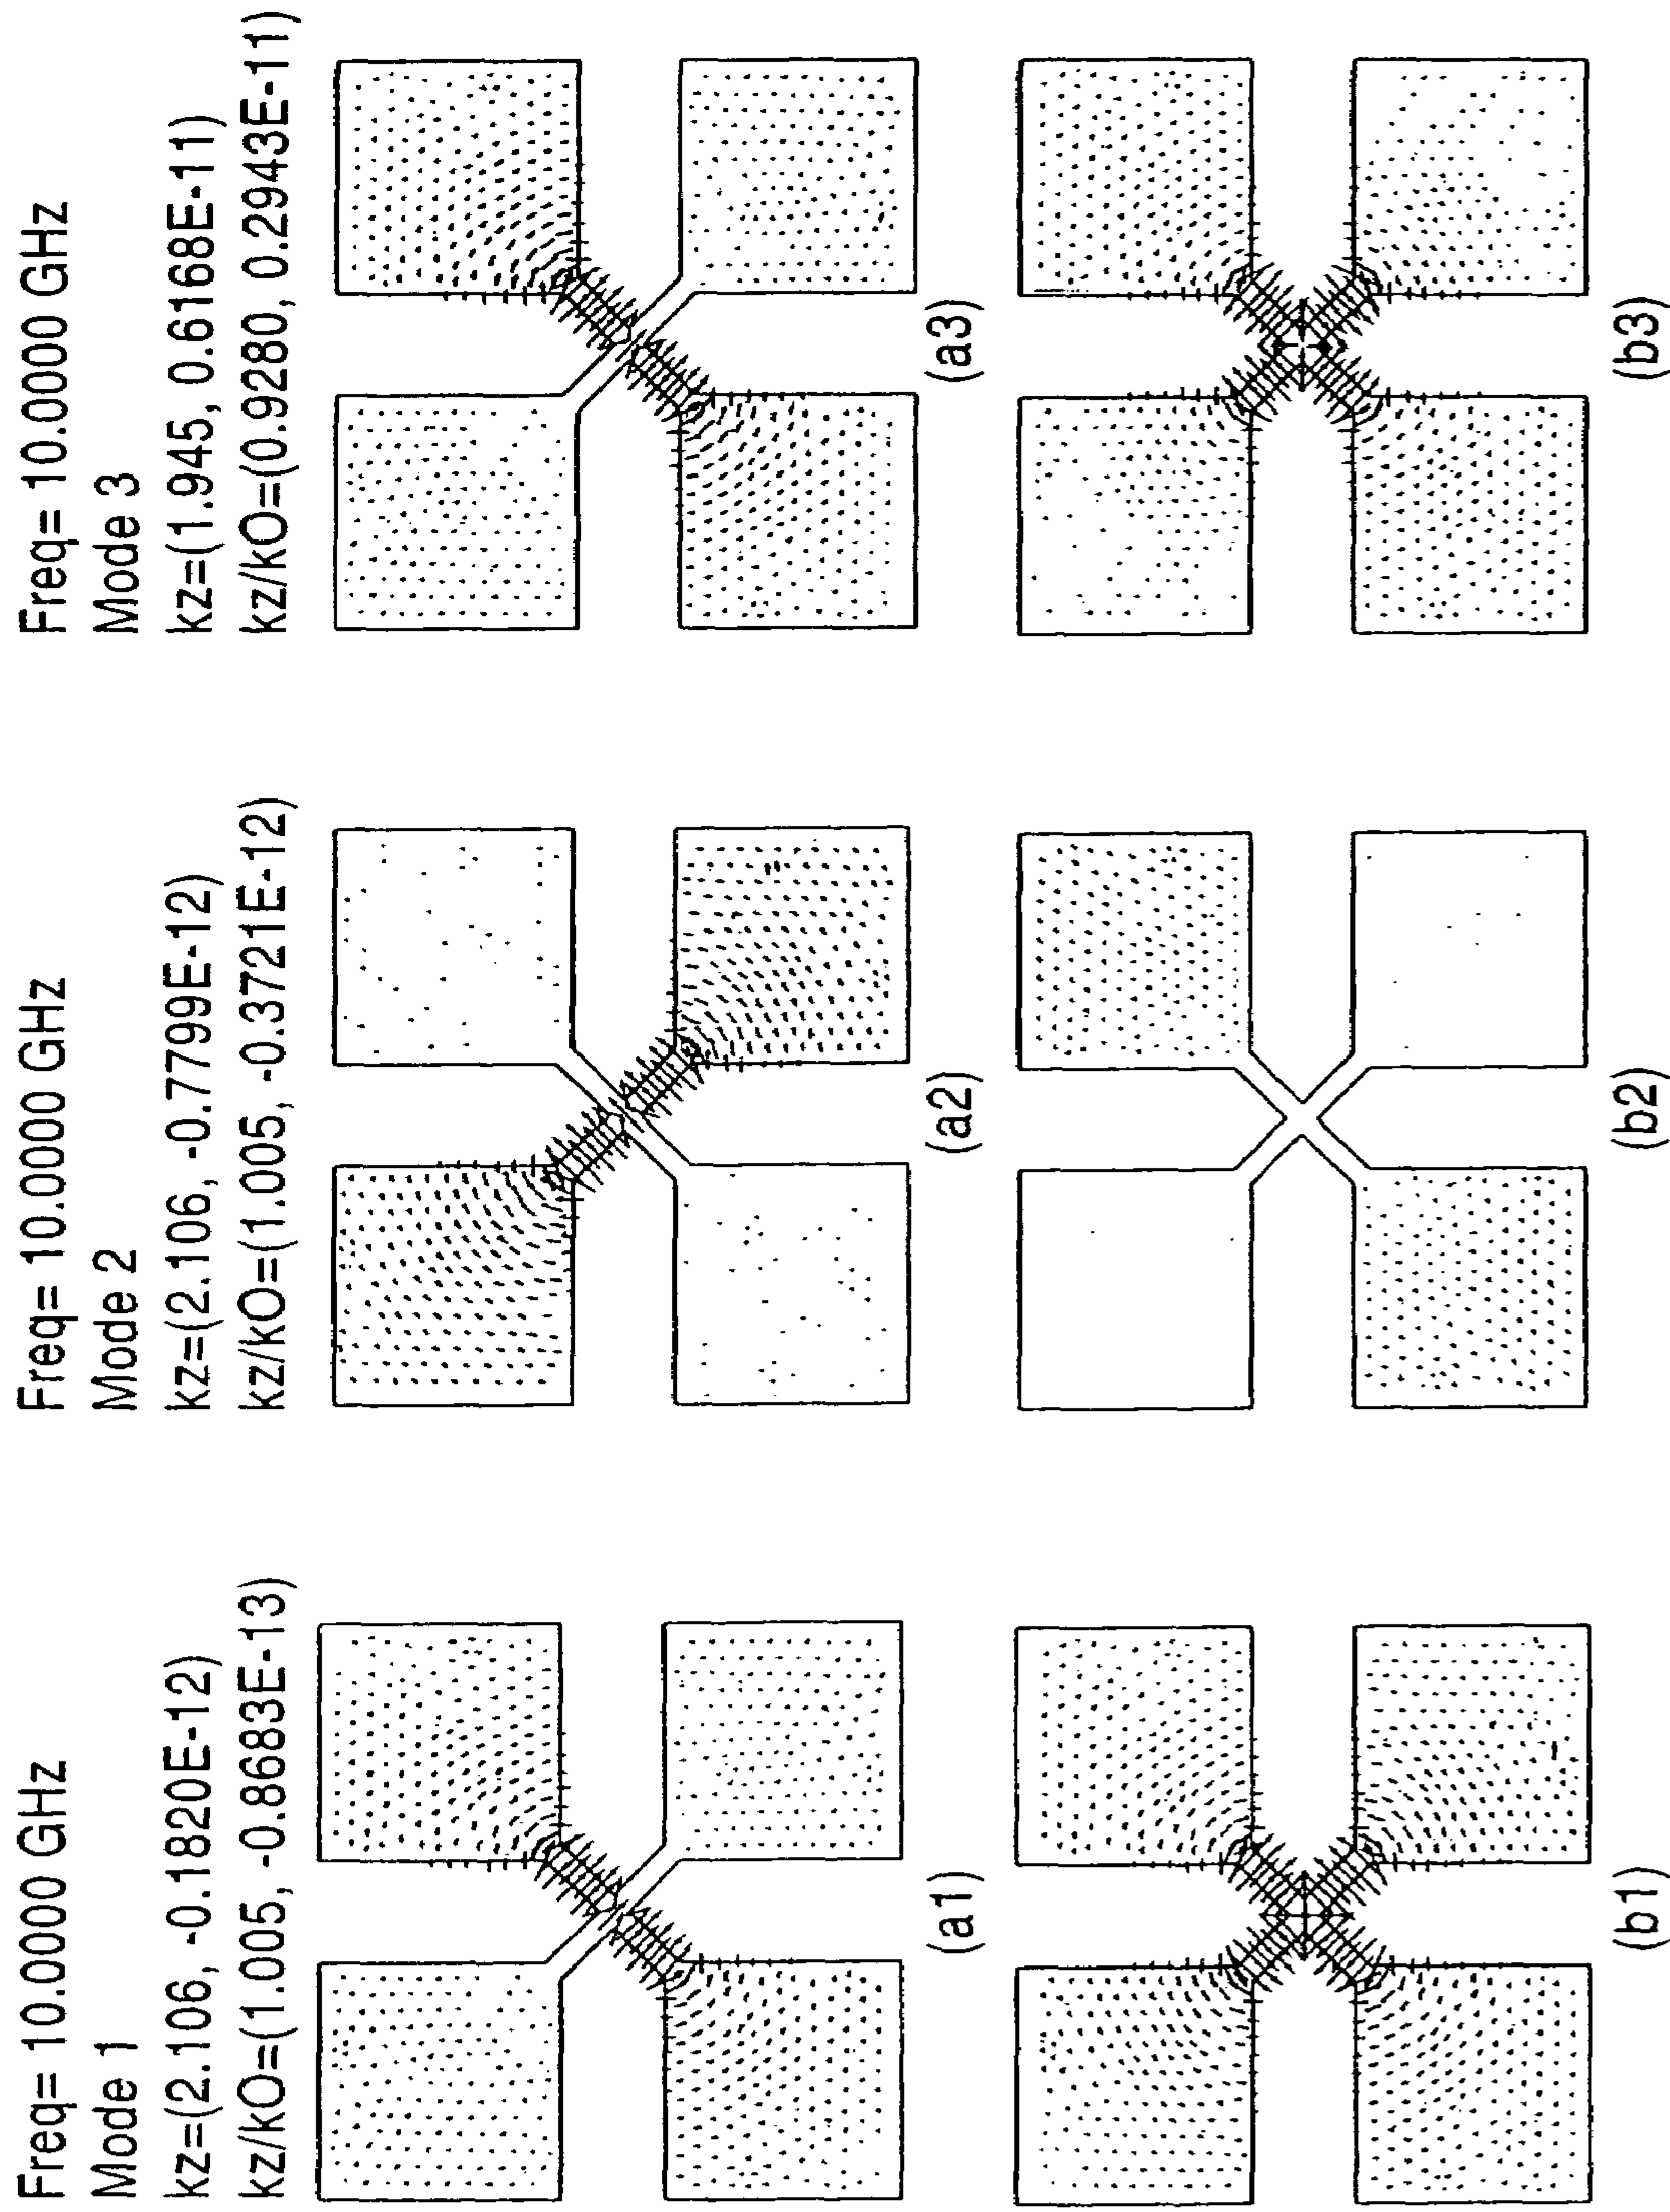 Freq= 10.0000 GHz
Mode 1
kz=(2.106, -0.1820E-12)
kz/kO=(1.005, -0.8683E-13)
Freq= 10.0000 GHz
Mode 2
kz=(2.106, -0.7799E-12)
kz/kO=(1.005, -0.3721E-12)
Freq= 10.0000 GHz
Mode 3
kz=(1.945, 0.6168E-11)
kz/kO=(0.9280, 0.2943E-11)
(a1)
(a2)
(a3)
(b1)
(b2)
(b3)